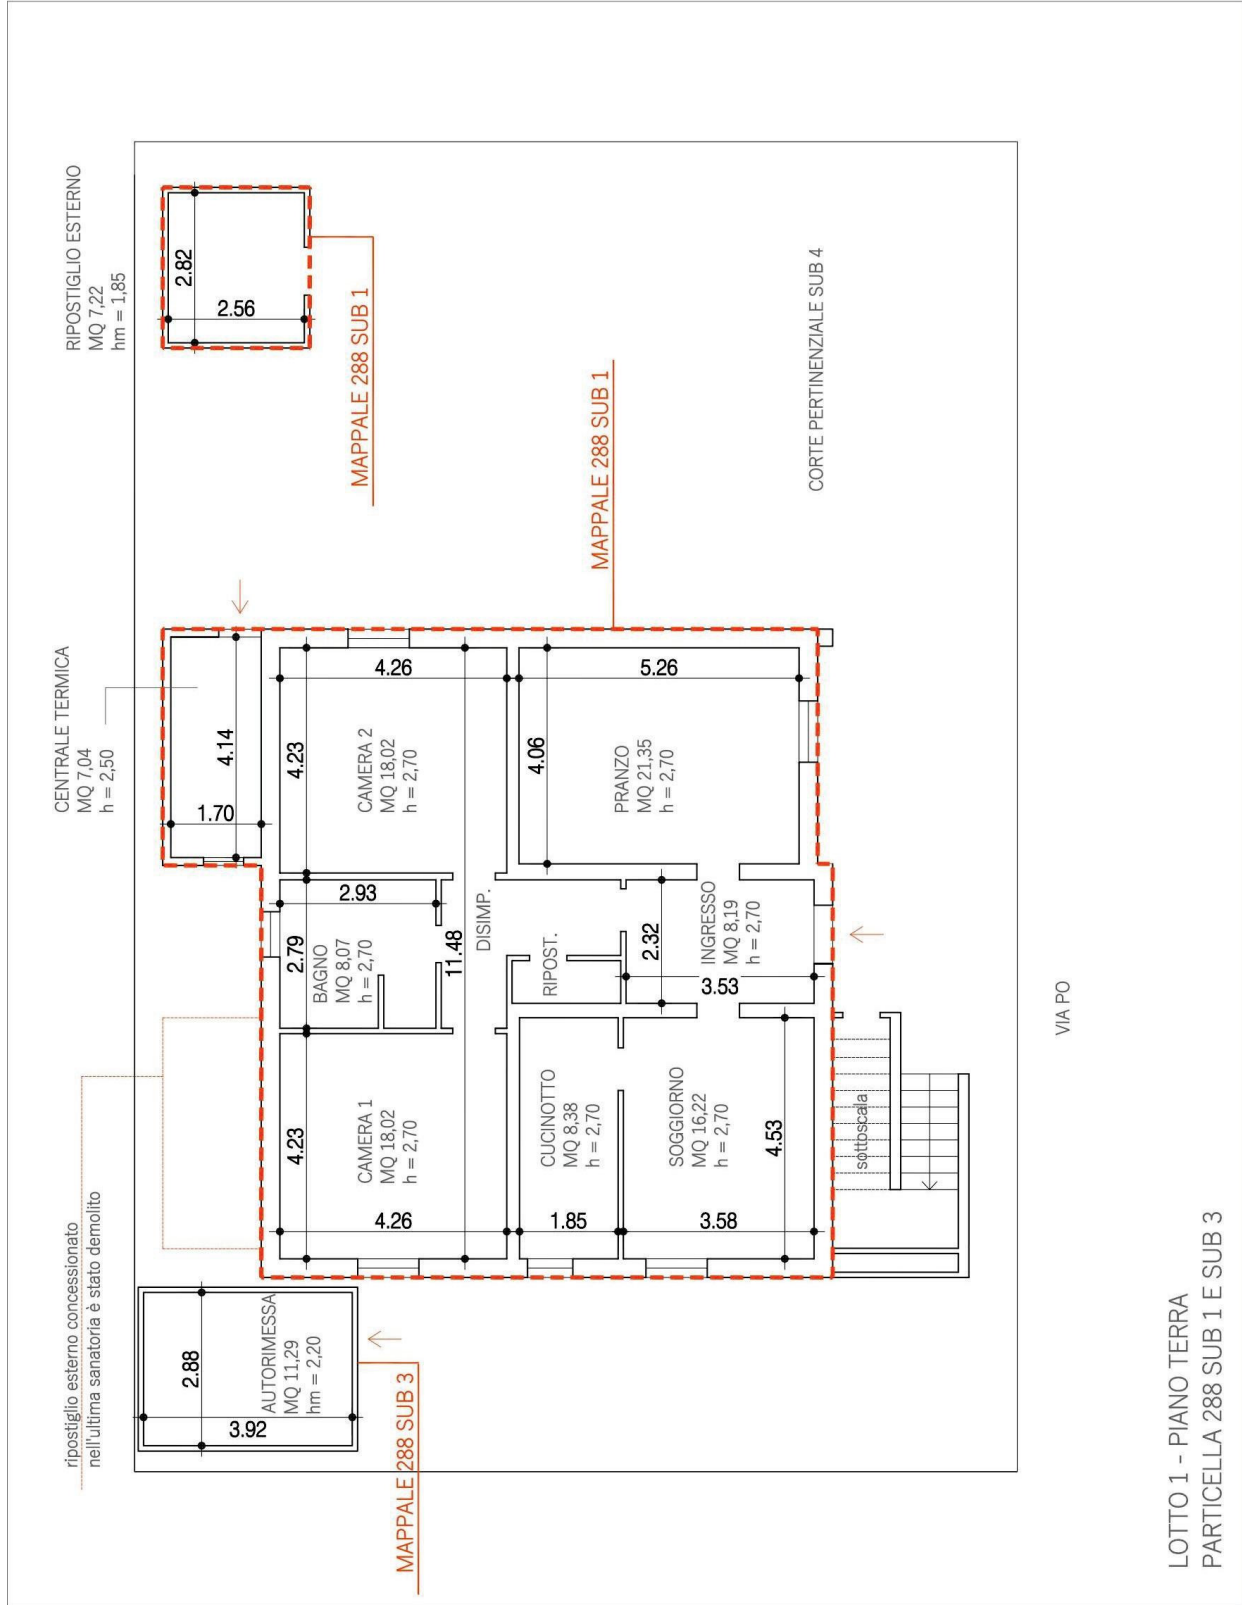 ripostiglio esterno concessionato
nell'ultima sanatoria è stato demolito
CENTRALE TERMICA
MQ 7,04
h = 2,50
RIPOSTIGLIO ESTERNO
MQ 7,22
hm = 1,85
2.88
3.92
AUTORIMESSA
MQ 11,29
hm = 2,20
MAPPALE 288 SUB 3
1.70
4.14
2.82
2.56
MAPPALE 288 SUB 1
4.23
4.26
CAMERA 1
MQ 18,02
h = 2,70
2.79
2.93
BAGNO
MQ 8,07
h = 2,70
4.23
4.26
CAMERA 2
MQ 18,02
h = 2,70
11.48
DISIMP.
RIPOST.
CUCINOTTO
MQ 8,38
h = 2,70
1.85
4.06
5.26
PRANZO
MQ 21,35
h = 2,70
MAPPALE 288 SUB 1
SOGGIORNO
MQ 16,22
h = 2,70
3.58
4.53
2.32
INGRESSO
MQ 8,19
h = 2,70
3.53
CORTE PERTINENZIALE SUB 4
sottoscala
VIA PO
LOTTO 1 - PIANO TERRA
PARTICELLA 288 SUB 1 E SUB 3